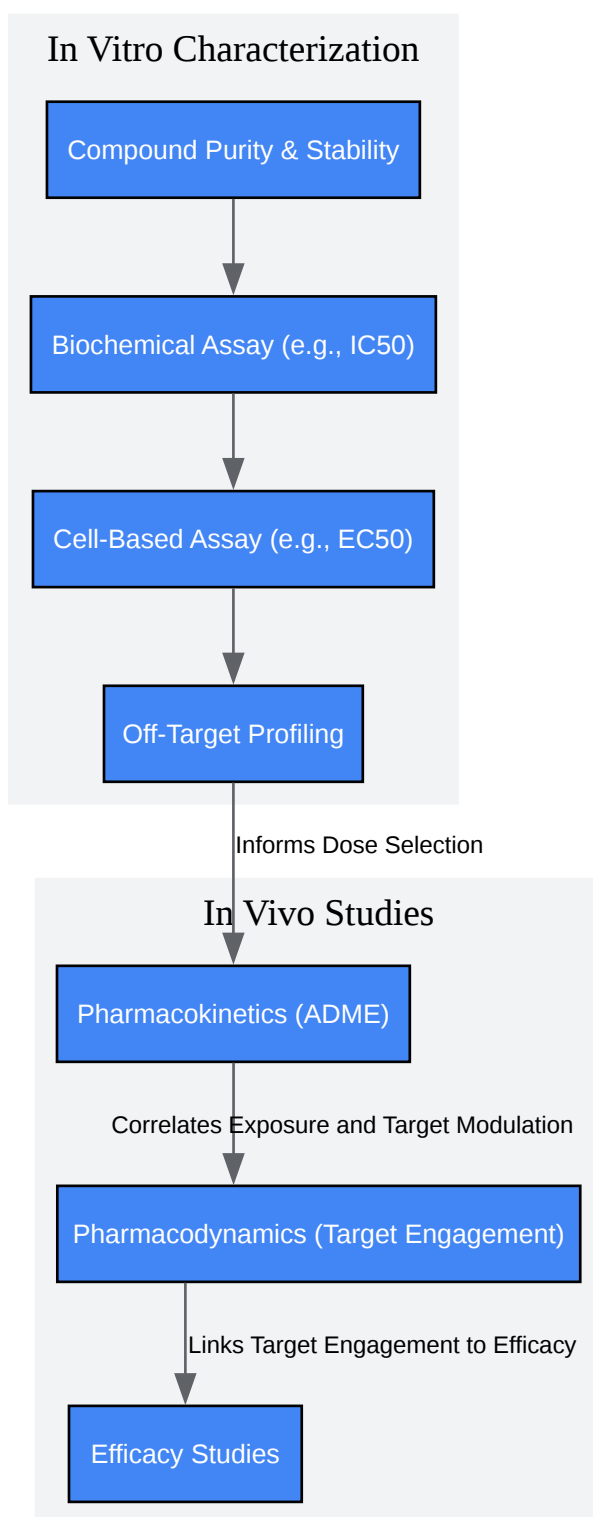 In Vitro Characterization
Compound Purity & Stability
Biochemical Assay (e.g., IC50)
Cell-Based Assay (e.g., EC50)
Off-Target Profiling
Informs Dose Selection
In Vivo Studies
Pharmacokinetics (ADME)
Correlates Exposure and Target Modulation
Pharmacodynamics (Target Engagement)
Links Target Engagement to Efficacy
Efficacy Studies